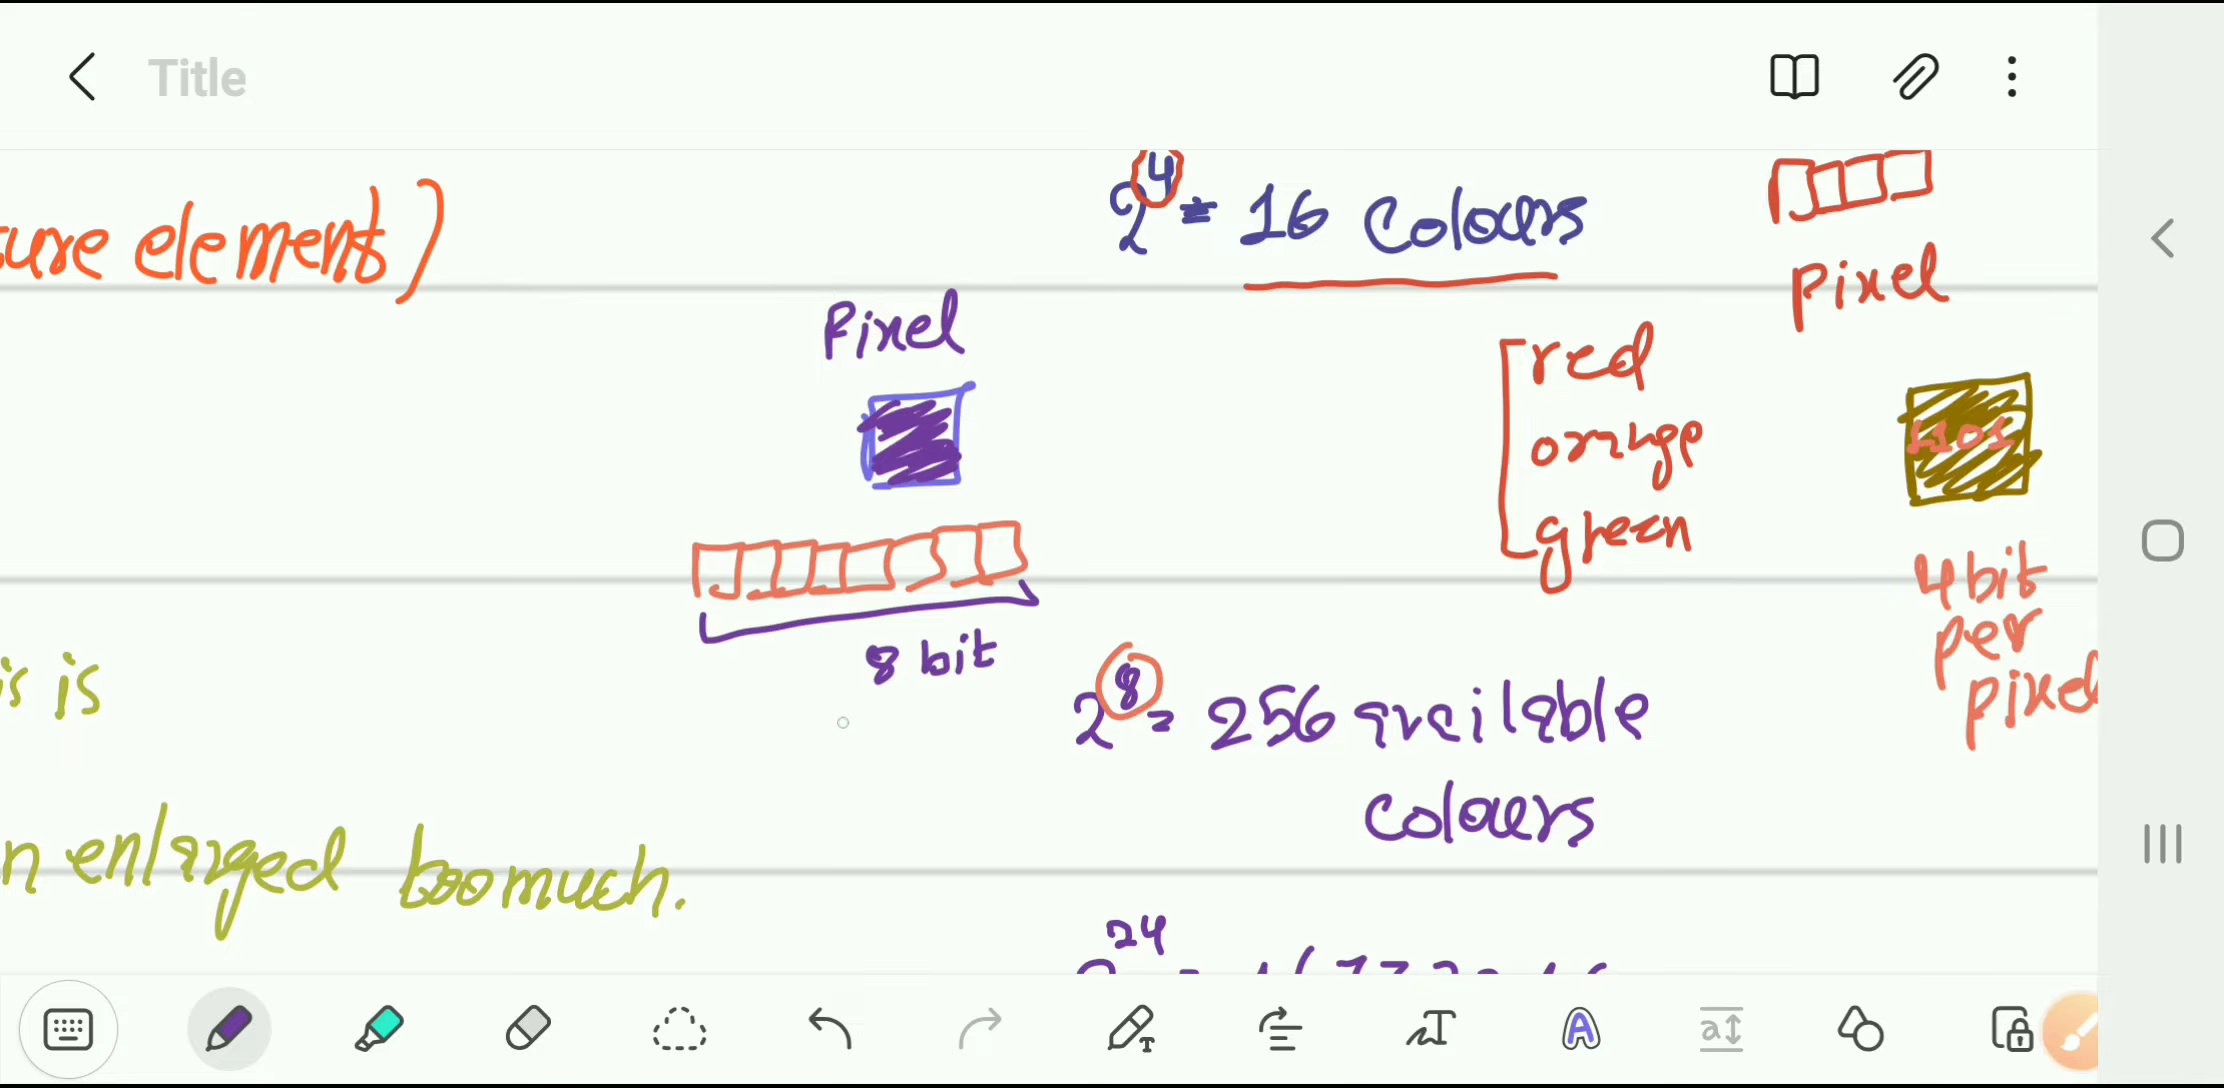 Title
ure element)
2⁴ = 16 Colours
Pixel
pixel
red
orange
green
1101
4 bit
per
pixel
8 bit
s is
2⁸ = 256 available
Colours
n enlarged too much.
24